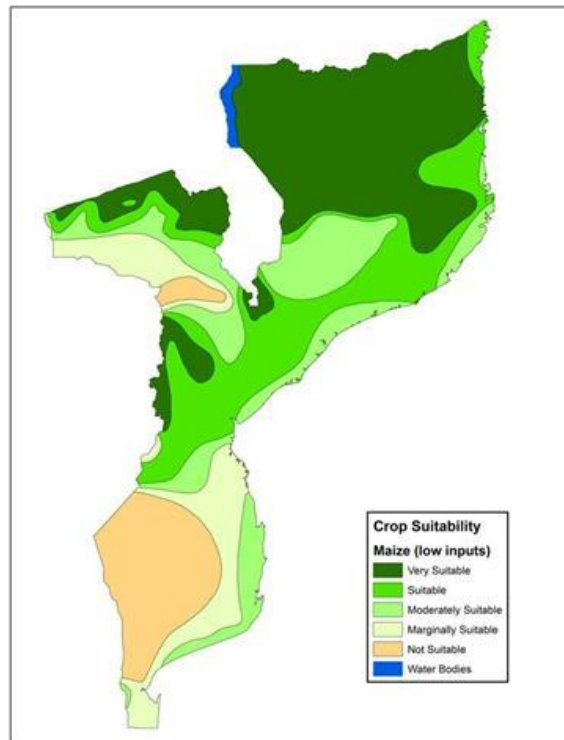 Crop Suitability
Maize (low inputs)
Very Suitable
Suitable
Moderately Suitable
Marginally Suitable
Not Suitable
Water Bodies